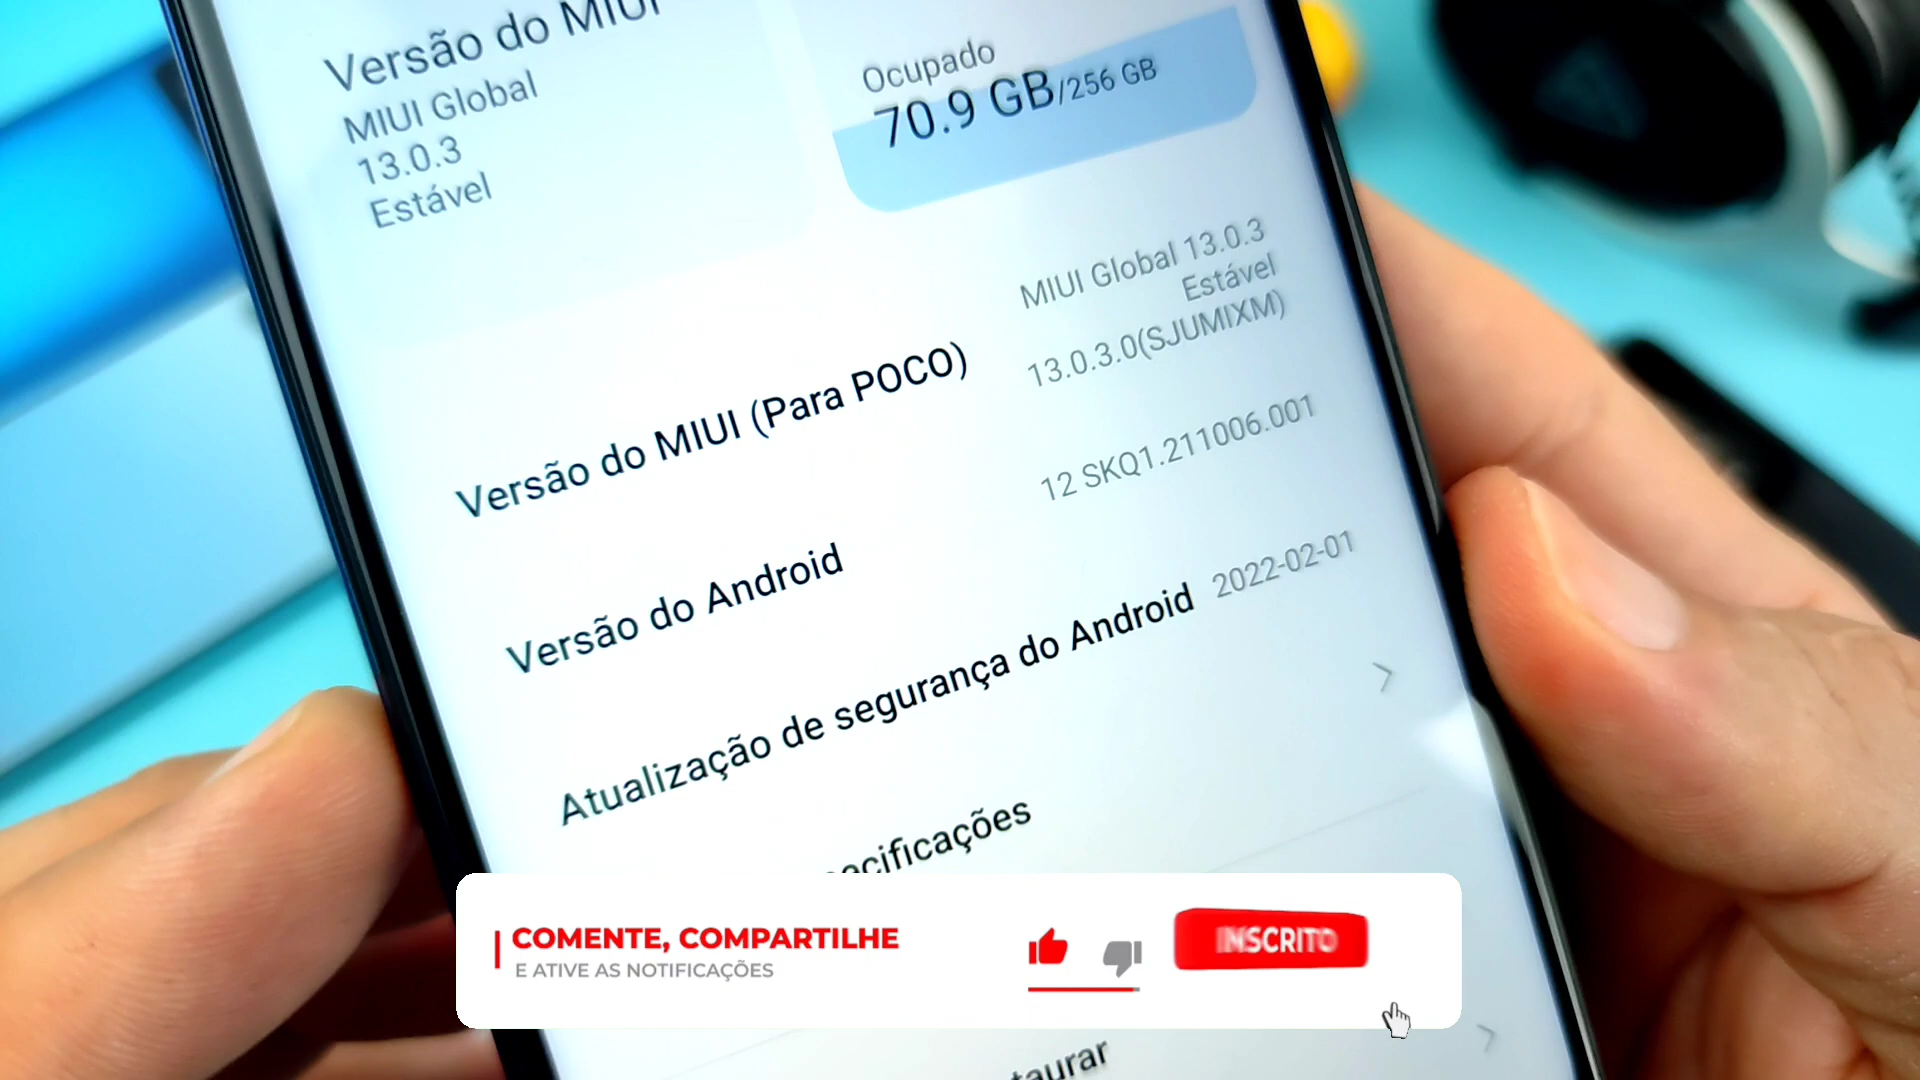 Versão do MIUI
MIUI Global
13.0.3
Estável
Ocupado
70.9 GB/256 GB
Versão do MIUI (Para POCO)
MIUI Global 13.0.3
Estável
13.0.3.0(SJUMIXM)
Versão do Android
12 SKQ1.211006.001
Atualização de segurança do Android
2022-02-01
COMENTE, COMPARTILHE
E ATIVE AS NOTIFICAÇÕES
INSCRITO